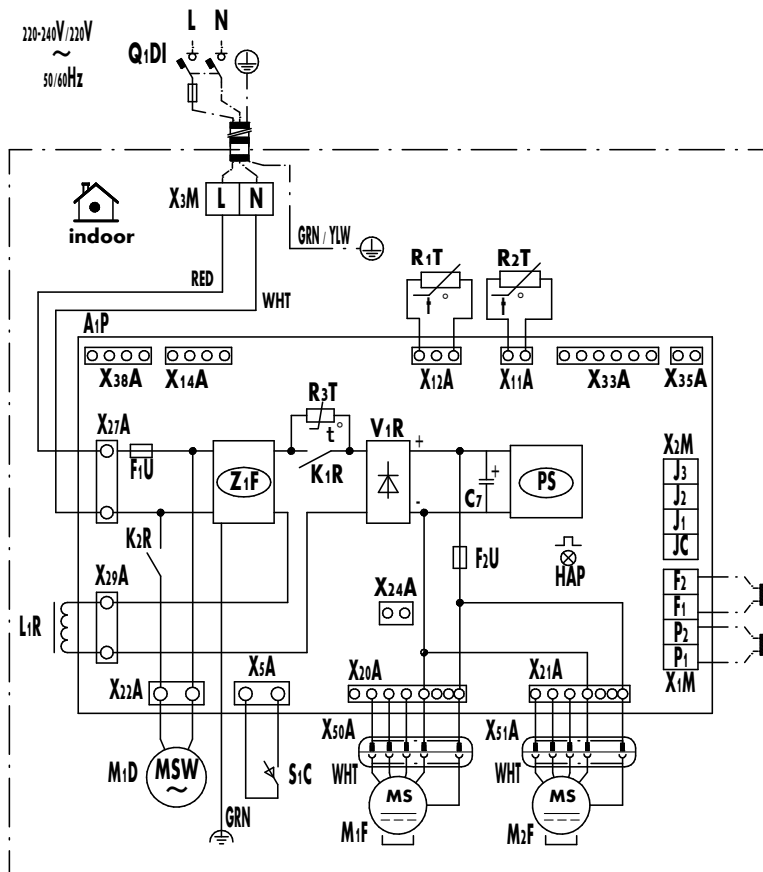 L N
220-240V/220V
~
50/60Hz
Q1DI
X3M L N
indoor
GRN/YLW
RED
WHT
R1T R2T
t° t°
A1P
X38A X14A X12A X11A X33A X35A
X27A
F1U
Z1F
R3T
t°
K1R
V1R
+
-
C7
+
PS
X2M
J3
J2
J1
JC
K2R
F2U
HAP
X29A
L1R
X24A
F2
F1
P2
P1
X1M
X22A X5A X20A X21A
X50A X51A
M1D MSW
~
S1C
WHT WHT
MS MS
GRN
M1F M2F